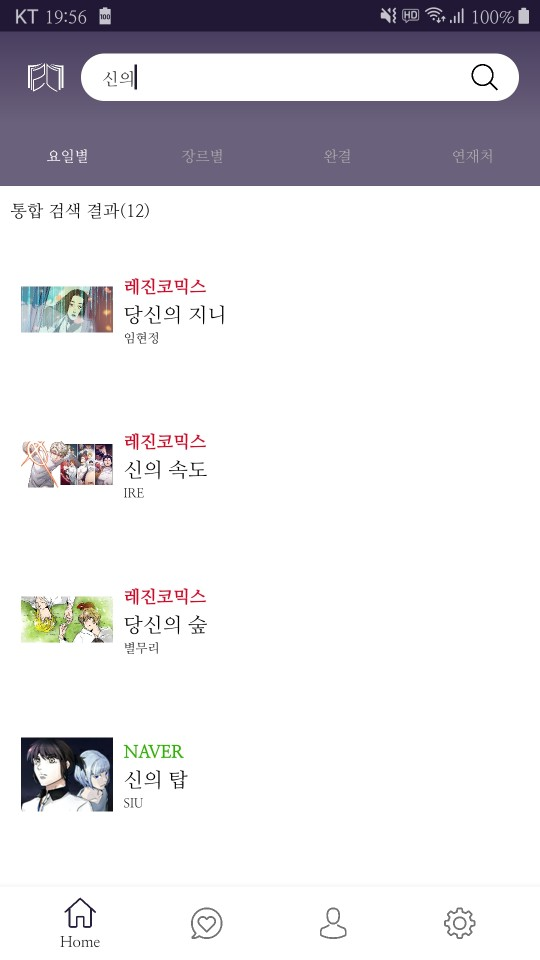 KT 19:56 100 HD 100%
신의
요일별 장르별 완결 연재처
통합 검색 결과(12)
레진코믹스
당신의 지니
임현정
레진코믹스
신의 속도
IRE
레진코믹스
당신의 숲
별무리
NAVER
신의 탑
SIU
Home